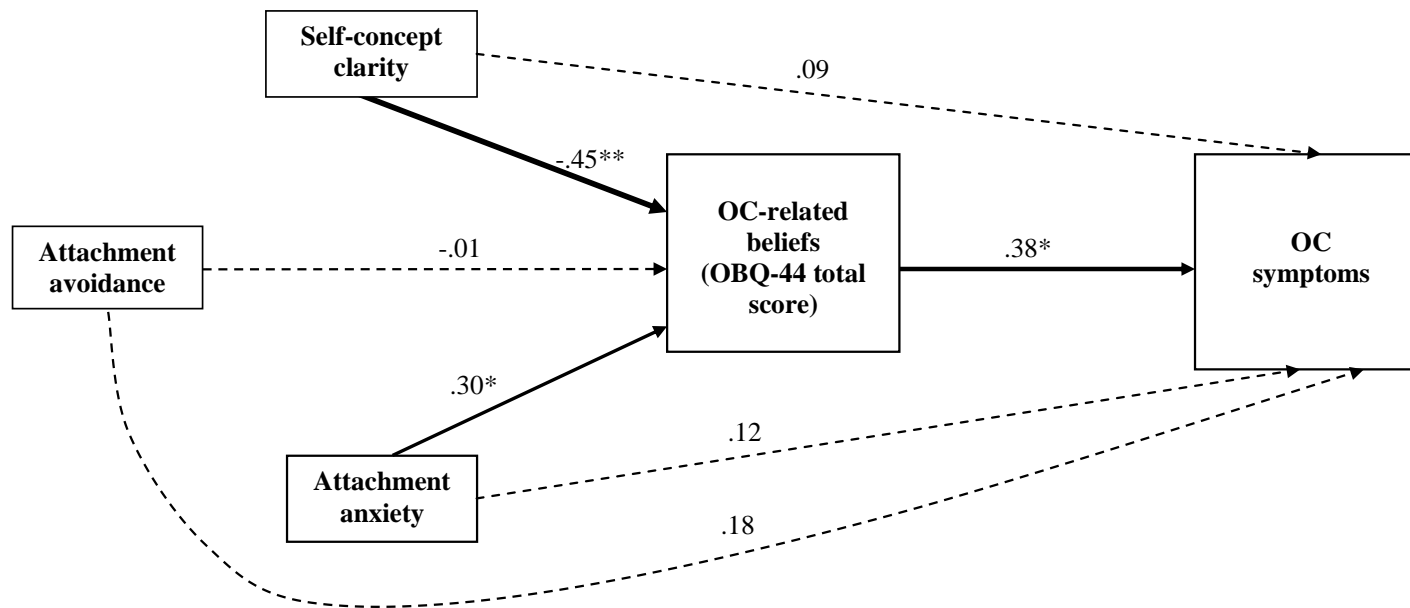 Self-concept
clarity
.09
-.45**
OC-related
beliefs
(OBQ-44 total
score)
OC
symptoms
Attachment
avoidance
-.01
.38*
.30*
Attachment
anxiety
.12
.18